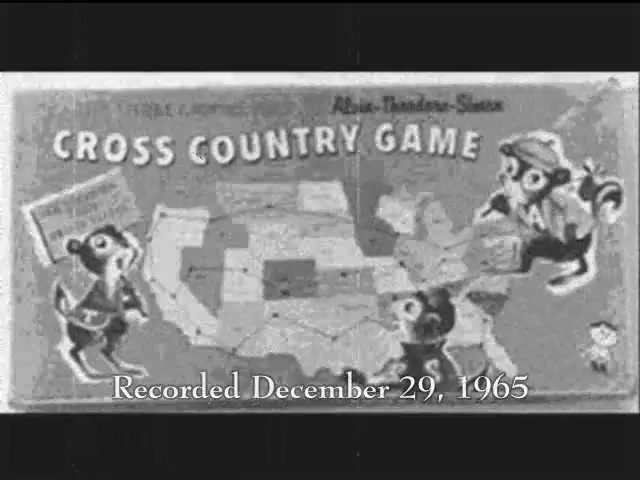 Alvin-Theodore-Simon
CROSS COUNTRY GAME
A
T
Recorded December 29, 1965